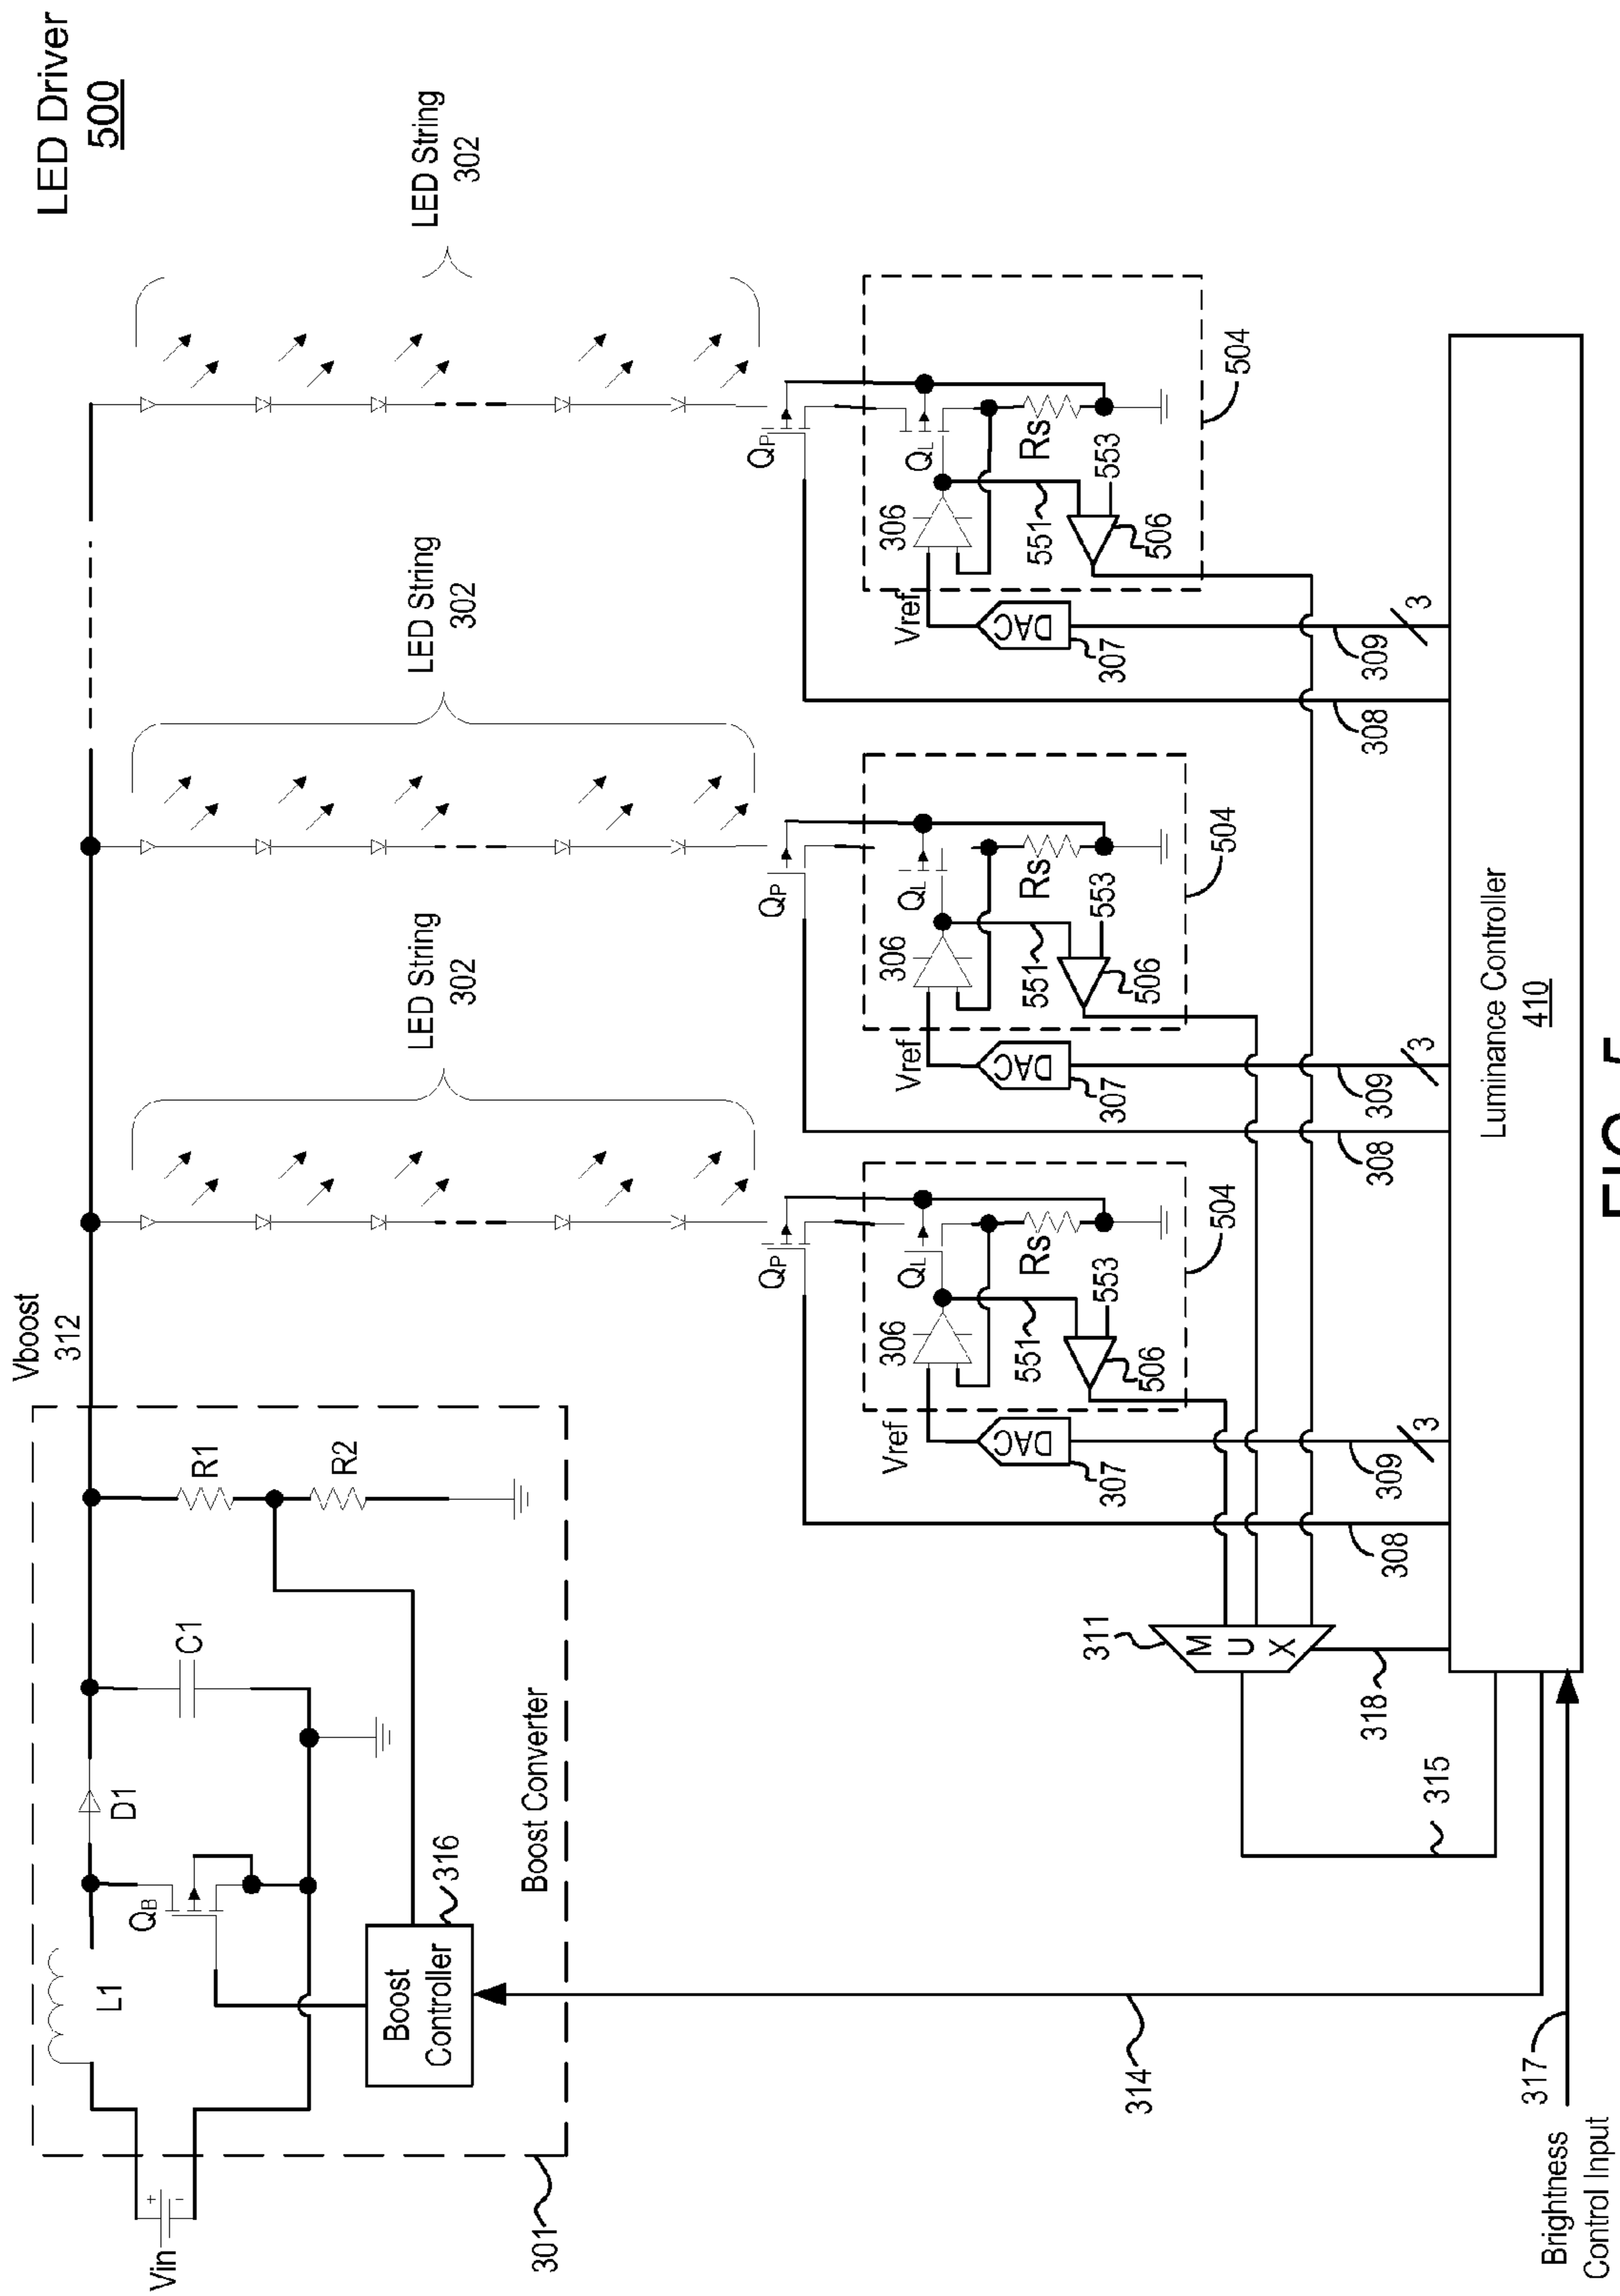 LED Driver
500
Vboost
312
Vin
+
-
L1
QB
D1
C1
R1
R2
Boost
Controller
316
Boost Converter
301
LED String
302
LED String
302
LED String
302
QP
QP
QP
306
QL
Rs
Vref
551
553
506
504
DAC
307
306
QL
Rs
Vref
551
553
506
504
DAC
307
306
QL
Rs
Vref
551
553
506
504
DAC
307
311
M
U
X
318
315
314
308
309
3
308
309
3
308
309
3
317
Brightness
Control Input
Luminance Controller
410